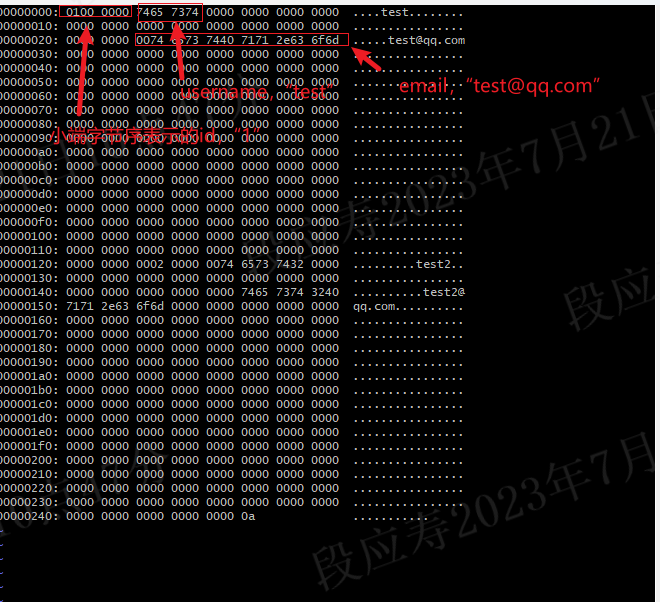 00000000: 0100 0000 7465 7374 0000 0000 0000 0000 ....test........
00000010: 0000 0000 0000 0000 0000 0000 0000 0000 ................
00000020: 0000 0000 0074 6573 7440 7171 2e63 6f6d .....test@qq.com
00000030: 0000 0000 0000 0000 0000 0000 0000 0000 ................
00000040: 0000 0000 0000 0000 0000 0000 0000 0000 ................
00000050: 0000 0000 0000 0000 0000 0000 0000 0000 ................
username,“test”
email,“test@qq.com”
00000060: 0000 0000 0000 0000 0000 0000 0000 0000 ................
00000070: 0000 0000 0000 0000 0000 0000 0000 0000 ................
00000080: 0000 0000 0000 0000 0000 0000 0000 0000 ................
小端字节序表示的id,“1”
00000090: 0000 0000 0000 0000 0000 0000 0000 0000 ................
000000a0: 0000 0000 0000 0000 0000 0000 0000 0000 ................
000000b0: 0000 0000 0000 0000 0000 0000 0000 0000 ................
000000c0: 0000 0000 0000 0000 0000 0000 0000 0000 ................
000000d0: 0000 0000 0000 0000 0000 0000 0000 0000 ................
000000e0: 0000 0000 0000 0000 0000 0000 0000 0000 ................
000000f0: 0000 0000 0000 0000 0000 0000 0000 0000 ................
00000100: 0000 0000 0000 0000 0000 0000 0000 0000 ................
00000110: 0000 0000 0000 0000 0000 0000 0000 0000 ................
00000120: 0000 0000 0002 0000 0074 6573 7432 0000 .........test2..
00000130: 0000 0000 0000 0000 0000 0000 0000 0000 ................
00000140: 0000 0000 0000 0000 0000 7465 7374 3240 ..........test2@
00000150: 7171 2e63 6f6d 0000 0000 0000 0000 0000 qq.com..........
00000160: 0000 0000 0000 0000 0000 0000 0000 0000 ................
00000170: 0000 0000 0000 0000 0000 0000 0000 0000 ................
00000180: 0000 0000 0000 0000 0000 0000 0000 0000 ................
00000190: 0000 0000 0000 0000 0000 0000 0000 0000 ................
000001a0: 0000 0000 0000 0000 0000 0000 0000 0000 ................
000001b0: 0000 0000 0000 0000 0000 0000 0000 0000 ................
000001c0: 0000 0000 0000 0000 0000 0000 0000 0000 ................
000001d0: 0000 0000 0000 0000 0000 0000 0000 0000 ................
000001e0: 0000 0000 0000 0000 0000 0000 0000 0000 ................
000001f0: 0000 0000 0000 0000 0000 0000 0000 0000 ................
00000200: 0000 0000 0000 0000 0000 0000 0000 0000 ................
00000210: 0000 0000 0000 0000 0000 0000 0000 0000 ................
00000220: 0000 0000 0000 0000 0000 0000 0000 0000 ................
00000230: 0000 0000 0000 0000 0000 0000 0000 0000 ................
00000240: 0000 0000 0000 0000 0000 0a ...........
段应寿2023年7月21日
段应
段应寿2023年7月